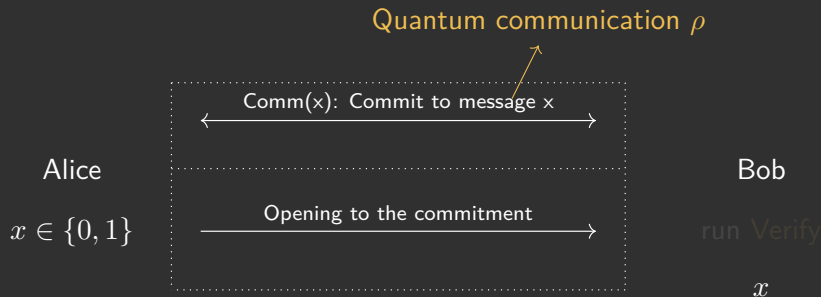 Quantum communication ρ
Comm(x): Commit to message x
Alice
Bob
Opening to the commitment
x ∈ {0, 1}
run Verify
x